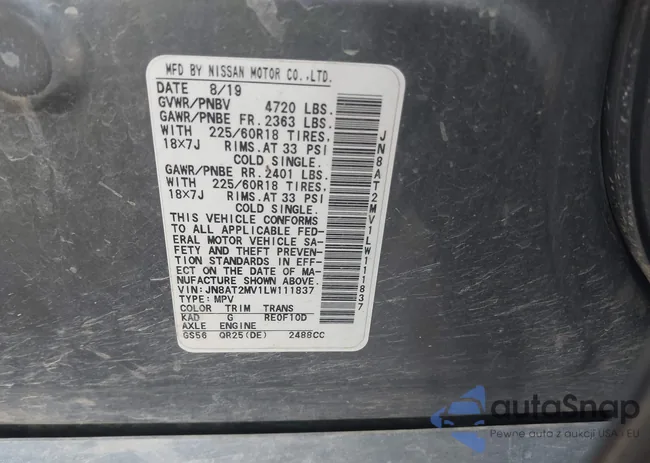 MFD BY NISSAN MOTOR CO.,LTD.
DATE 8/19
GVWR/PNBV 4720 LBS.
GAWR/PNBE FR. 2363 LBS.
WITH 225/60R18 TIRES.
18X7J RIMS.AT 33 PSI
COLD SINGLE.
GAWR/PNBE RR. 2401 LBS.
WITH 225/60R18 TIRES.
18X7J RIMS.AT 33 PSI
COLD SINGLE.
THIS VEHICLE CONFORMS
TO ALL APPLICABLE FED-
ERAL MOTOR VEHICLE SA-
FETY AND THEFT PREVEN-
TION STANDARDS IN EFF-
ECT ON THE DATE OF MA-
NUFACTURE SHOWN ABOVE.
VIN: JN8AT2MV1LW111837
TYPE: MPV
COLOR TRIM TRANS
KAD G RE0F10D
AXLE ENGINE
GS56 QR25(DE) 2488CC
JN8AT2MV1LW111837
autoSnap
Pewne auta z aukcji USA - EU